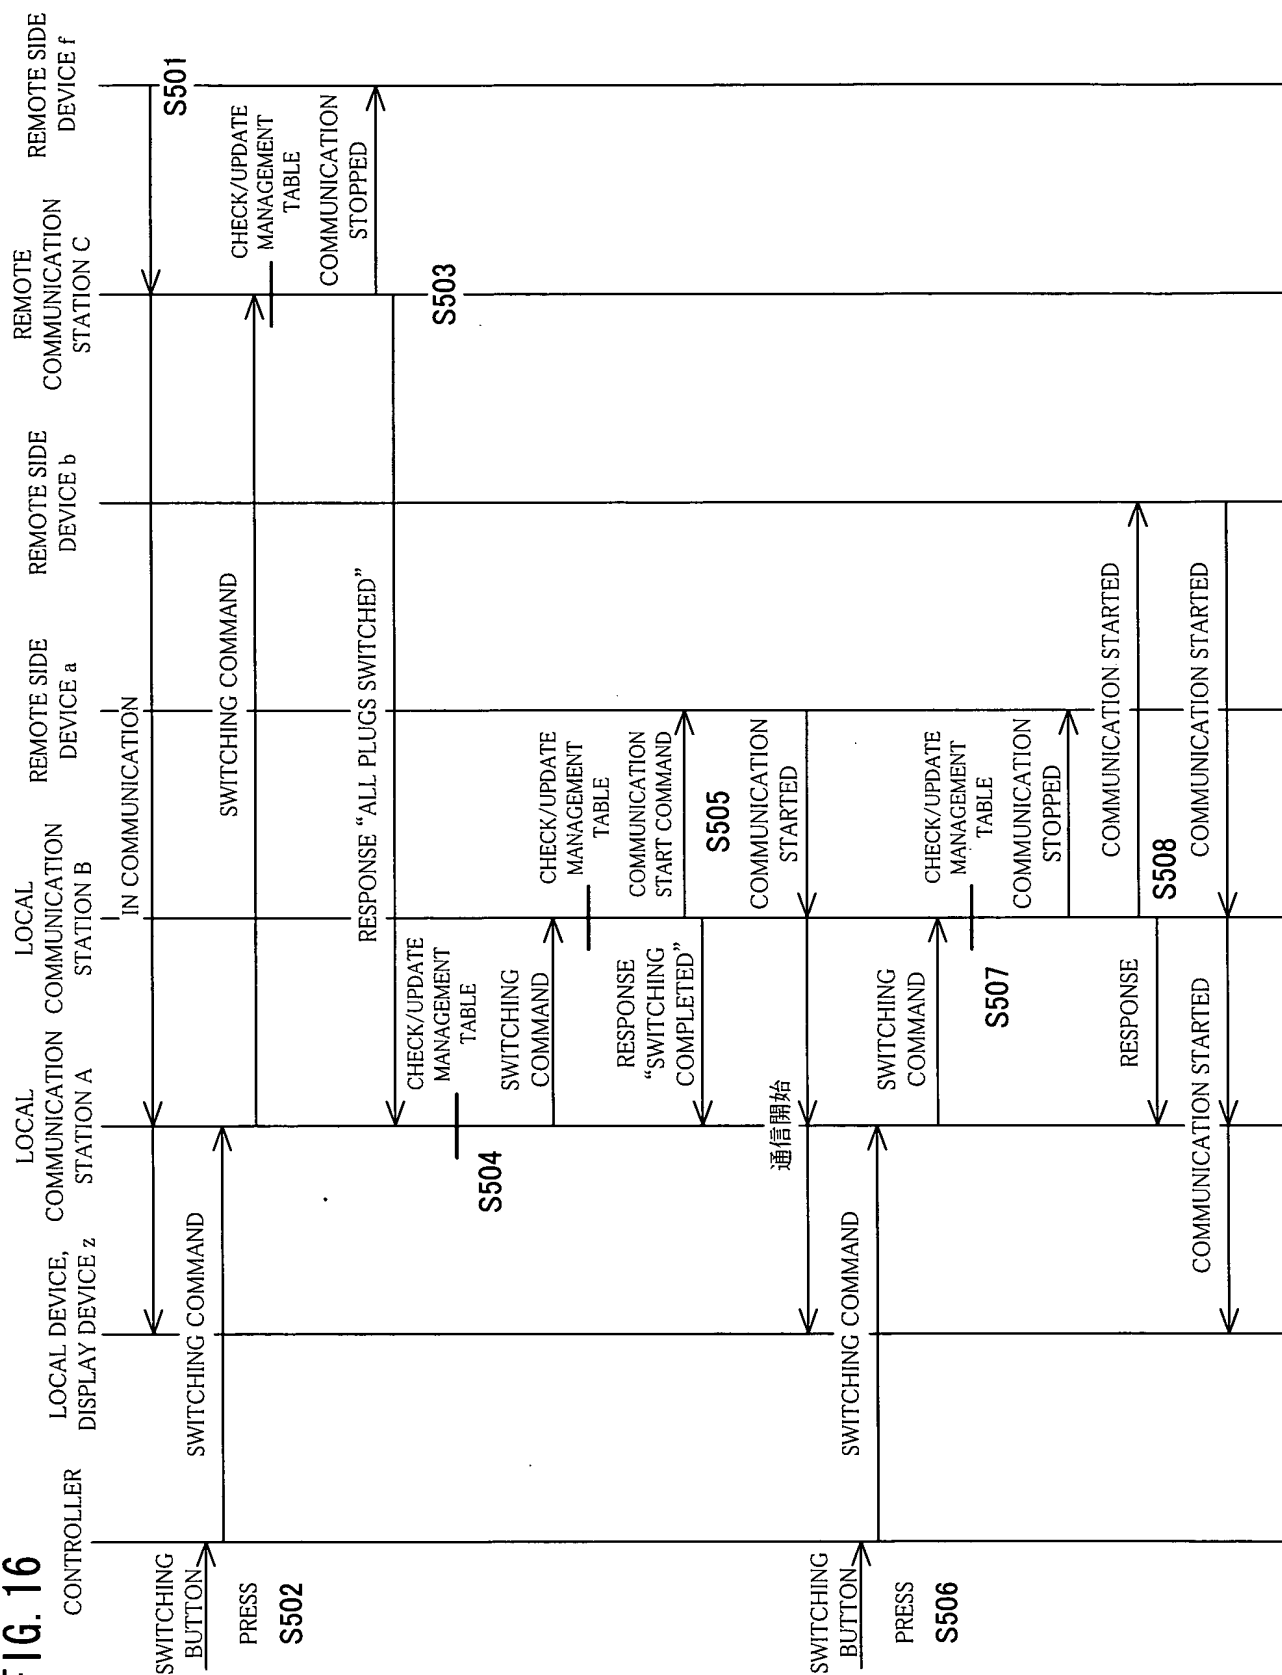 FIG. 16
CONTROLLER
LOCAL DEVICE,
DISPLAY DEVICE z
LOCAL
COMMUNICATION
STATION A
LOCAL
COMMUNICATION
STATION B
REMOTE SIDE
DEVICE a
REMOTE SIDE
DEVICE b
REMOTE
COMMUNICATION
STATION C
REMOTE SIDE
DEVICE f
IN COMMUNICATION
S501
SWITCHING
BUTTON
PRESS
S502
SWITCHING COMMAND
SWITCHING COMMAND
CHECK/UPDATE
MANAGEMENT
TABLE
COMMUNICATION
STOPPED
RESPONSE “ALL PLUGS SWITCHED”
S503
CHECK/UPDATE
MANAGEMENT
TABLE
S504
SWITCHING
COMMAND
CHECK/UPDATE
MANAGEMENT
TABLE
COMMUNICATION
START COMMAND
RESPONSE
“SWITCHING
COMPLETED”
S505
COMMUNICATION
STARTED
通信開始
SWITCHING
BUTTON
PRESS
S506
SWITCHING COMMAND
SWITCHING
COMMAND
CHECK/UPDATE
MANAGEMENT
TABLE
S507
COMMUNICATION
STOPPED
COMMUNICATION STARTED
RESPONSE
S508
COMMUNICATION STARTED
COMMUNICATION STARTED